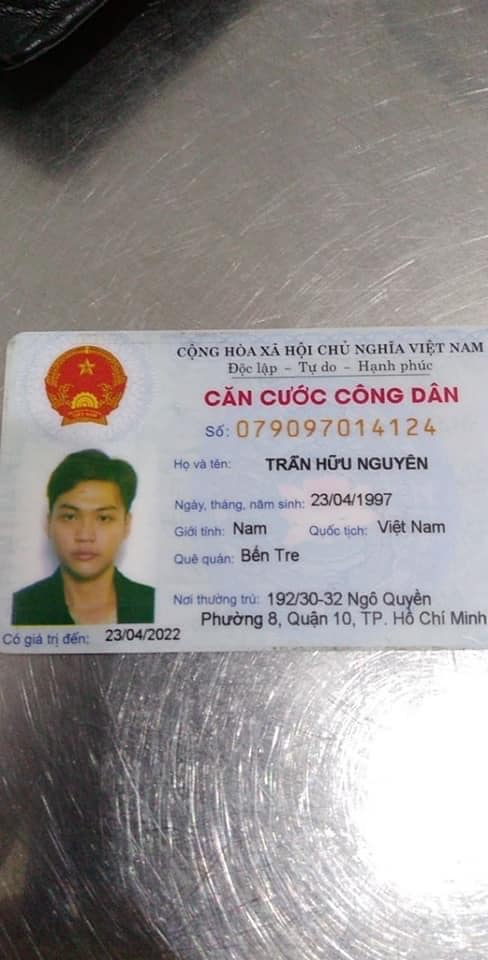 CỘNG HÒA XÃ HỘI CHỦ NGHĨA VIỆT NAM
Độc lập - Tự do - Hạnh phúc
CĂN CƯỚC CÔNG DÂN
Số: 079097014124
Họ và tên: TRẦN HỮU NGUYÊN
Ngày, tháng, năm sinh: 23/04/1997
Giới tính: Nam Quốc tịch: Việt Nam
Quê quán: Bến Tre
Nơi thường trú: 192/30-32 Ngô Quyền
Phường 8, Quận 10, TP. Hồ Chí Minh
Có giá trị đến: 23/04/2022